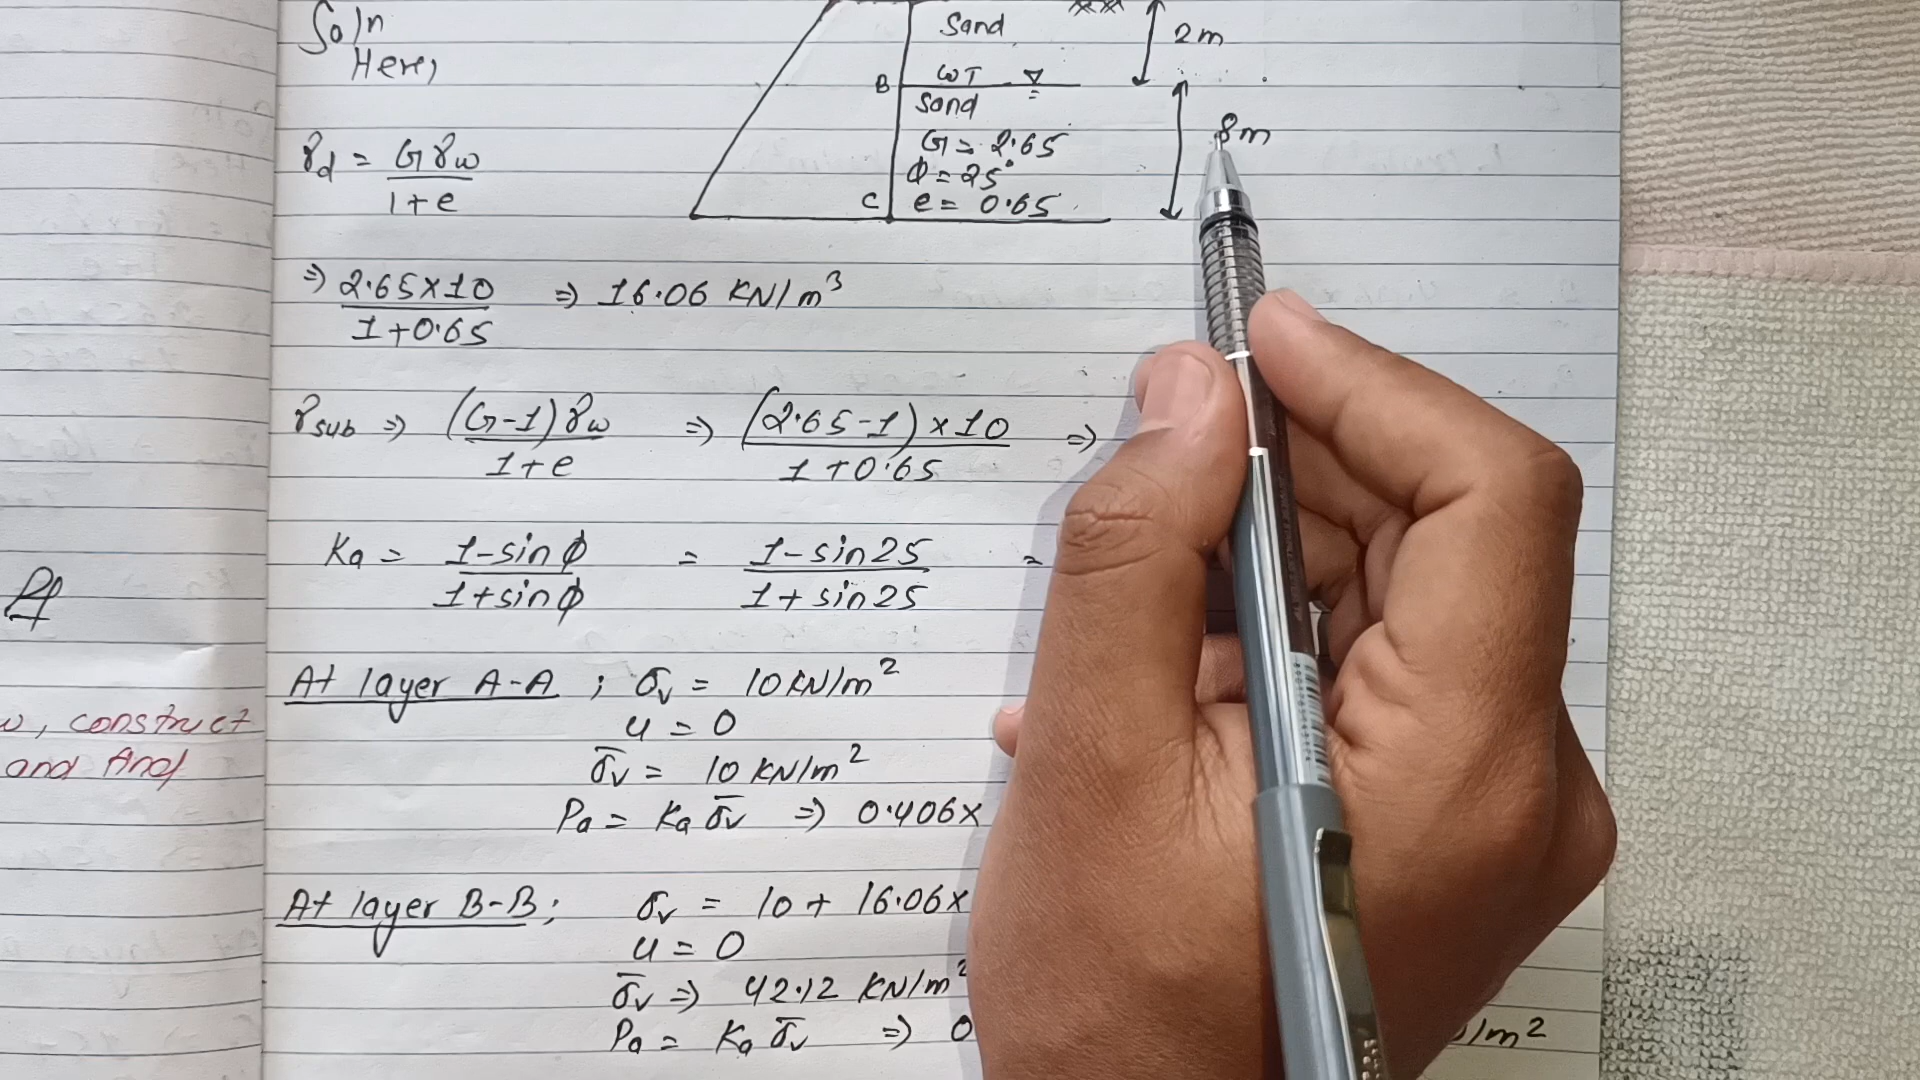 Soln
Here,
Sand
2m
B WT
Sand
8m
G = 2.65
ϕ = 25°
C e = 0.65
γd = Gγw / 1+e
⇒ 2.65×10 / 1+0.65 ⇒ 16.06 KN/m³
γsub ⇒ (G-1)γw / 1+e ⇒ (2.65-1)×10 / 1+0.65 ⇒
Ka = 1-sinϕ / 1+sinϕ = 1-sin25 / 1+sin25 =
At layer A-A ; σv = 10KN/m²
u = 0
σ̅v = 10 KN/m²
Pa = Ka σ̅v ⇒ 0.406×
At layer B-B ; σv = 10+ 16.06×
u = 0
σ̅v ⇒ 42.12 KN/m²
Pa = Ka σ̅v ⇒ 0 /m²
, construct
and find